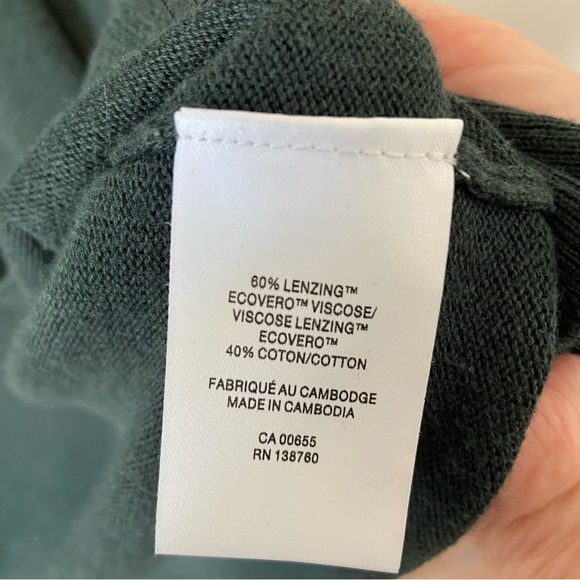 60% LENZING™
ECOVERO™ VISCOSE/
VISCOSE LENZING™
ECOVERO™
40% COTON/COTTON
FABRIQUÉ AU CAMBODGE
MADE IN CAMBODIA
CA 00655
RN 138760